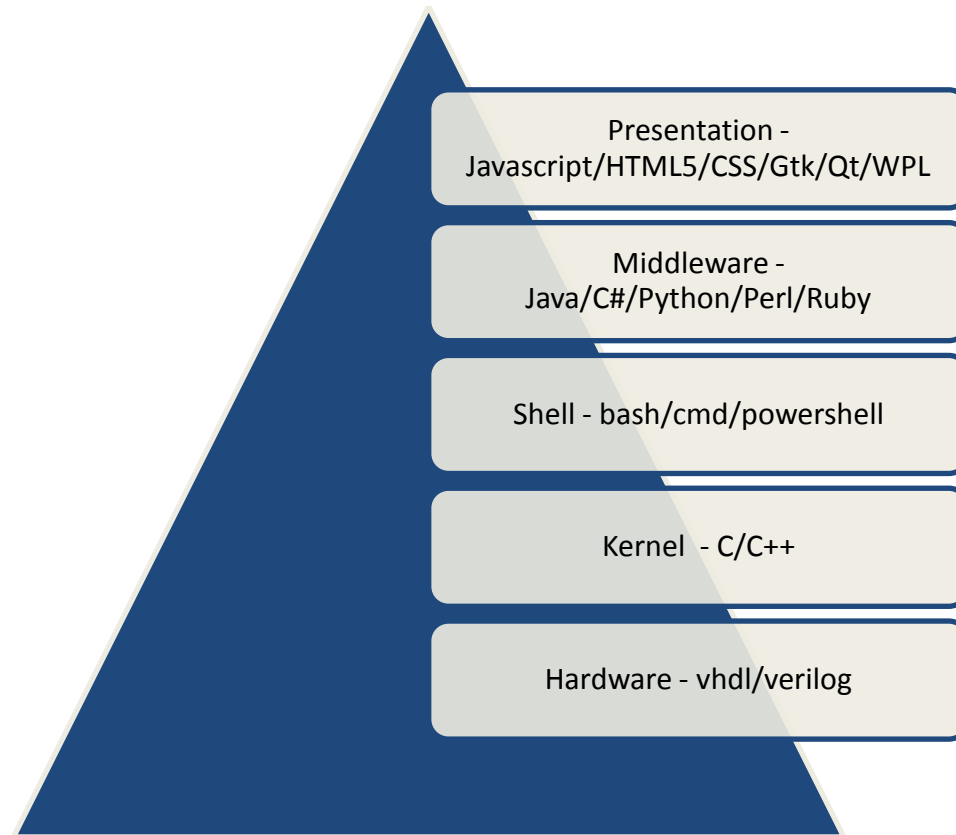 Presentation -
Javascript/HTML5/CSS/Gtk/Qt/WPL
Middleware -
Java/C#/Python/Perl/Ruby
Shell - bash/cmd/powershell
Kernel  - C/C++
Hardware - vhdl/verilog